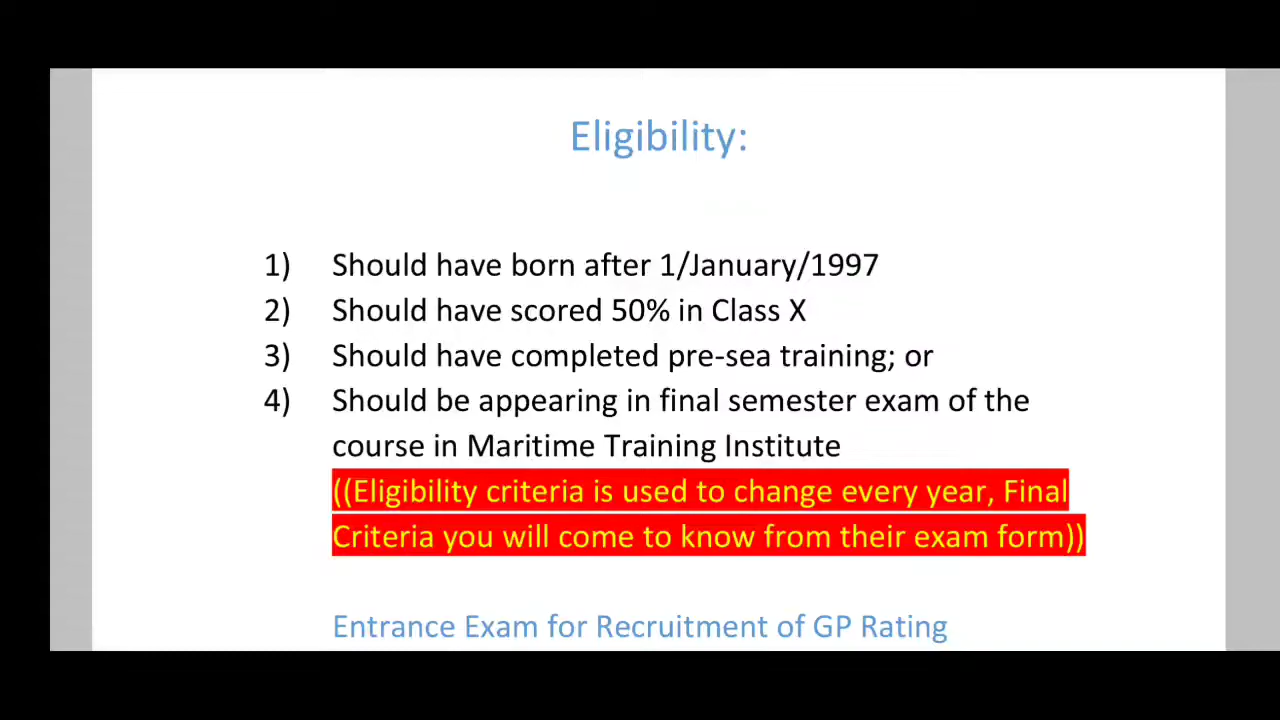 Eligibility:
1) Should have born after 1/January/1997
2) Should have scored 50% in Class X
3) Should have completed pre-sea training; or
4) Should be appearing in final semester exam of the
course in Maritime Training Institute
((Eligibility criteria is used to change every year, Final
Criteria you will come to know from their exam form))
Entrance Exam for Recruitment of GP Rating